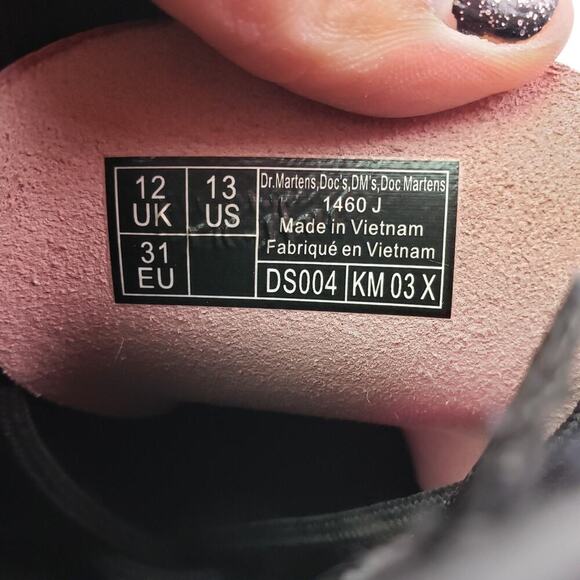 12 UK
13 US
31 EU
Dr.Martens,Doc's,DM's,Doc Martens
1460 J
Made in Vietnam
Fabriqué en Vietnam
DS004
KM 03 X